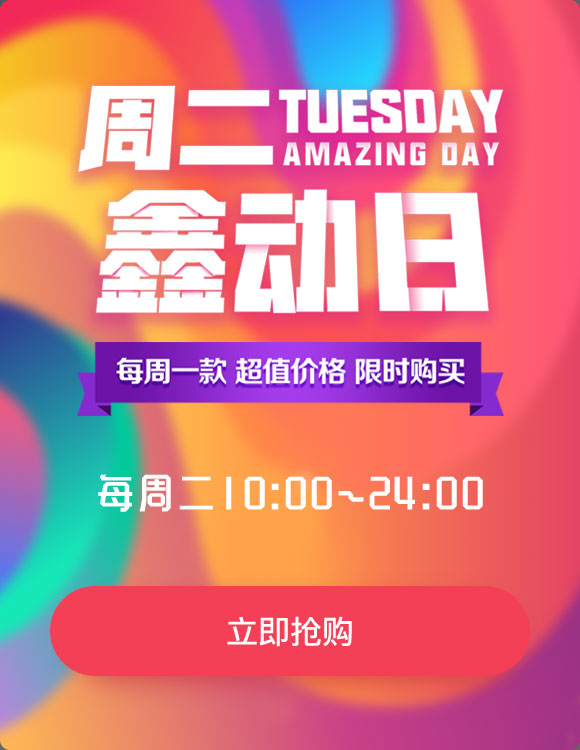 周二 TUESDAY
AMAZING DAY
鑫动日
每周一款 超值价格 限时购买
每周二10:00~24:00
立即抢购